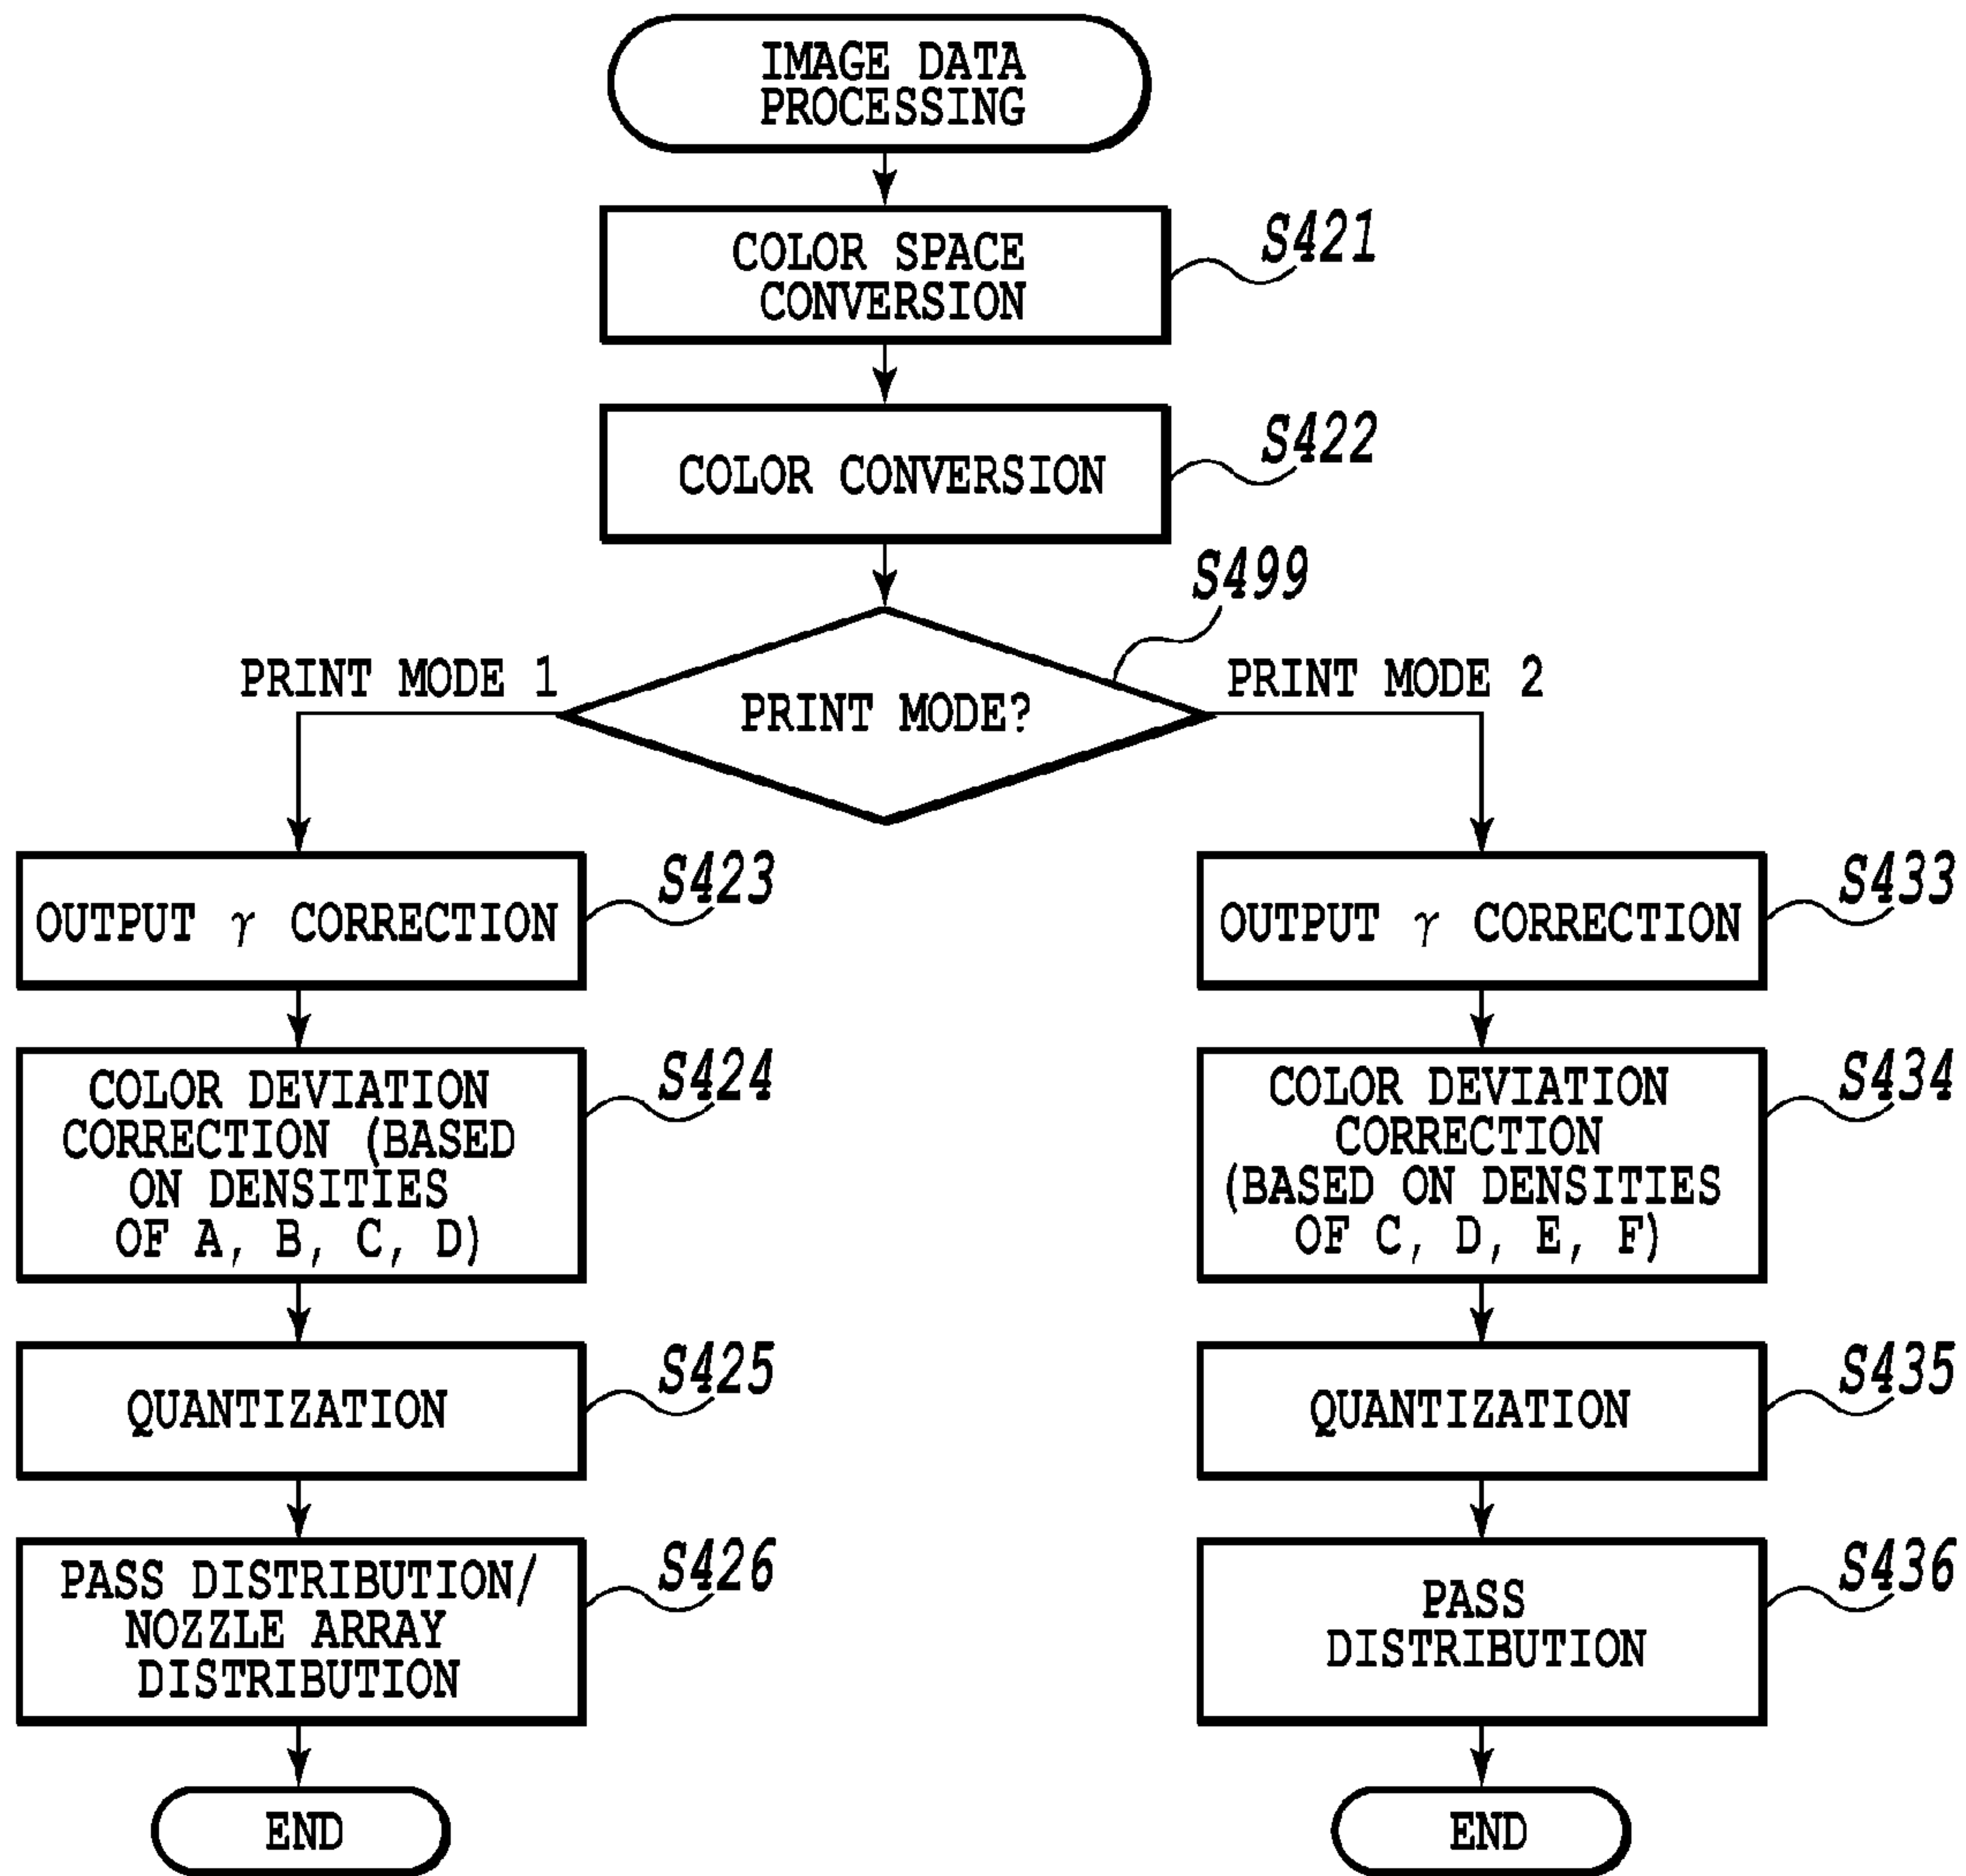 IMAGE DATA
PROCESSING
COLOR SPACE
CONVERSION
S421
COLOR CONVERSION
S422
S499
PRINT MODE 1
PRINT MODE?
PRINT MODE 2
OUTPUT γ CORRECTION
S423
COLOR DEVIATION
CORRECTION (BASED
ON DENSITIES
OF A, B, C, D)
S424
QUANTIZATION
S425
PASS DISTRIBUTION/
NOZZLE ARRAY
DISTRIBUTION
S426
END
OUTPUT γ CORRECTION
S433
COLOR DEVIATION
CORRECTION
(BASED ON DENSITIES
OF C, D, E, F)
S434
QUANTIZATION
S435
PASS
DISTRIBUTION
S436
END